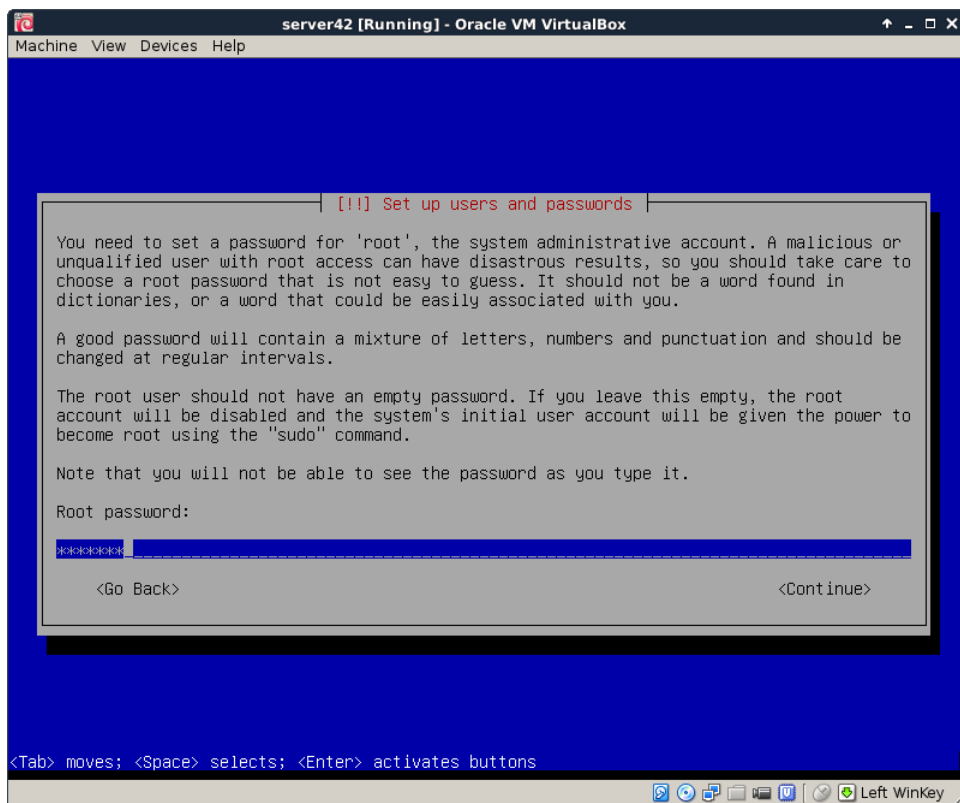 server42 [Running] - Oracle VM VirtualBox
Machine View Devices Help
[!!] Set up users and passwords
You need to set a password for 'root', the system administrative account. A malicious or
unqualified user with root access can have disastrous results, so you should take care to
choose a root password that is not easy to guess. It should not be a word found in
dictionaries, or a word that could be easily associated with you.
A good password will contain a mixture of letters, numbers and punctuation and should be
changed at regular intervals.
The root user should not have an empty password. If you leave this empty, the root
account will be disabled and the system's initial user account will be given the power to
become root using the "sudo" command.
Note that you will not be able to see the password as you type it.
Root password:
*******
<Go Back> <Continue>
<Tab> moves; <Space> selects; <Enter> activates buttons
Left WinKey